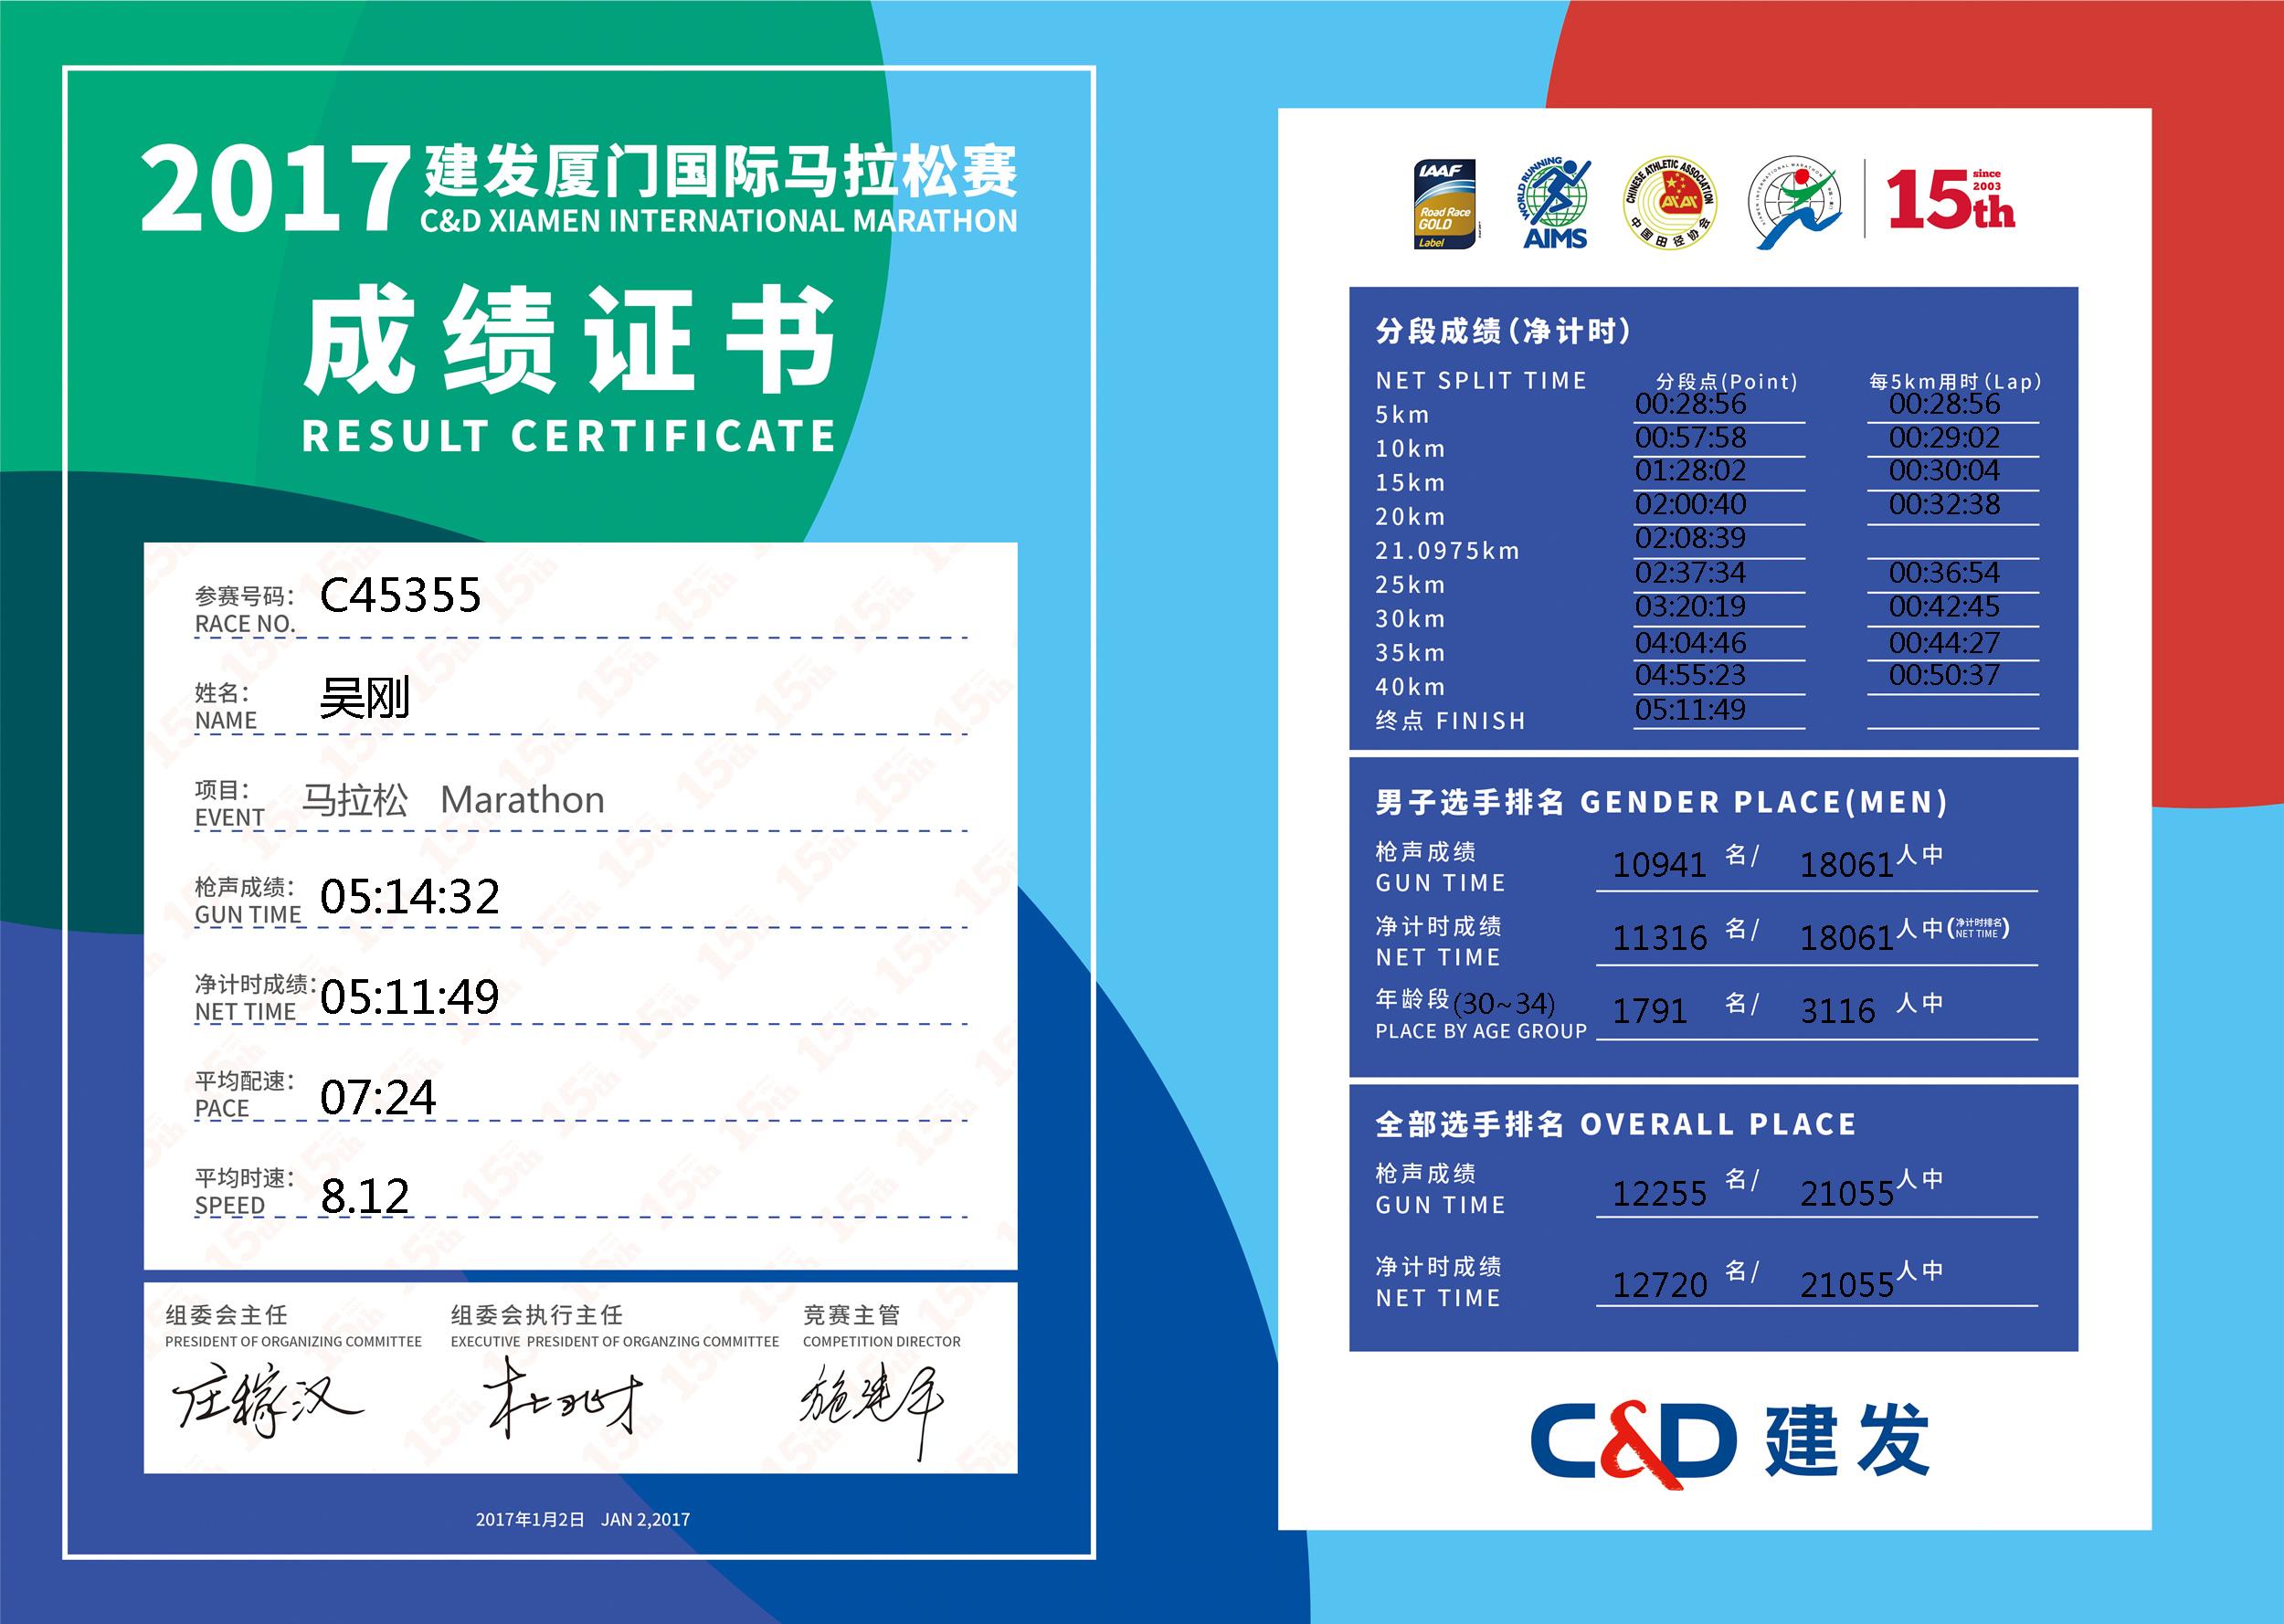 2017 建发厦门国际马拉松赛
C&D XIAMEN INTERNATIONAL MARATHON
成绩证书
RESULT CERTIFICATE
参赛号码: C45355
RACE NO.
姓名: 吴刚
NAME
项目: 马拉松 Marathon
EVENT
枪声成绩: 05:14:32
GUN TIME
净计时成绩: 05:11:49
NET TIME
平均配速: 07:24
PACE
平均时速: 8.12
SPEED
组委会主任
PRESIDENT OF ORGANIZING COMMITTEE
组委会执行主任
EXECUTIVE PRESIDENT OF ORGANZING COMMITTEE
竞赛主管
COMPETITION DIRECTOR
庄稼汉
2017年1月2日 JAN 2,2017
IAAF
Road Race
GOLD
Label
WORLD RUNNING
AIMS
CHINESE ATHLETIC ASSOCIATION
中国田径协会
15th since 2003
分段成绩(净计时)
NET SPLIT TIME 分段点(Point) 每5km用时(Lap)
5km 00:28:56 00:28:56
10km 00:57:58 00:29:02
15km 01:28:02 00:30:04
20km 02:00:40 00:32:38
21.0975km 02:08:39
25km 02:37:34 00:36:54
30km 03:20:19 00:42:45
35km 04:04:46 00:44:27
40km 04:55:23 00:50:37
终点 FINISH 05:11:49
男子选手排名 GENDER PLACE(MEN)
枪声成绩 10941 名/ 18061 人中
GUN TIME
净计时成绩 11316 名/ 18061 人中(净计时排名 NET TIME)
NET TIME
年龄段(30~34) 1791 名/ 3116 人中
PLACE BY AGE GROUP
全部选手排名 OVERALL PLACE
枪声成绩 12255 名/ 21055 人中
GUN TIME
净计时成绩 12720 名/ 21055 人中
NET TIME
C&D 建发